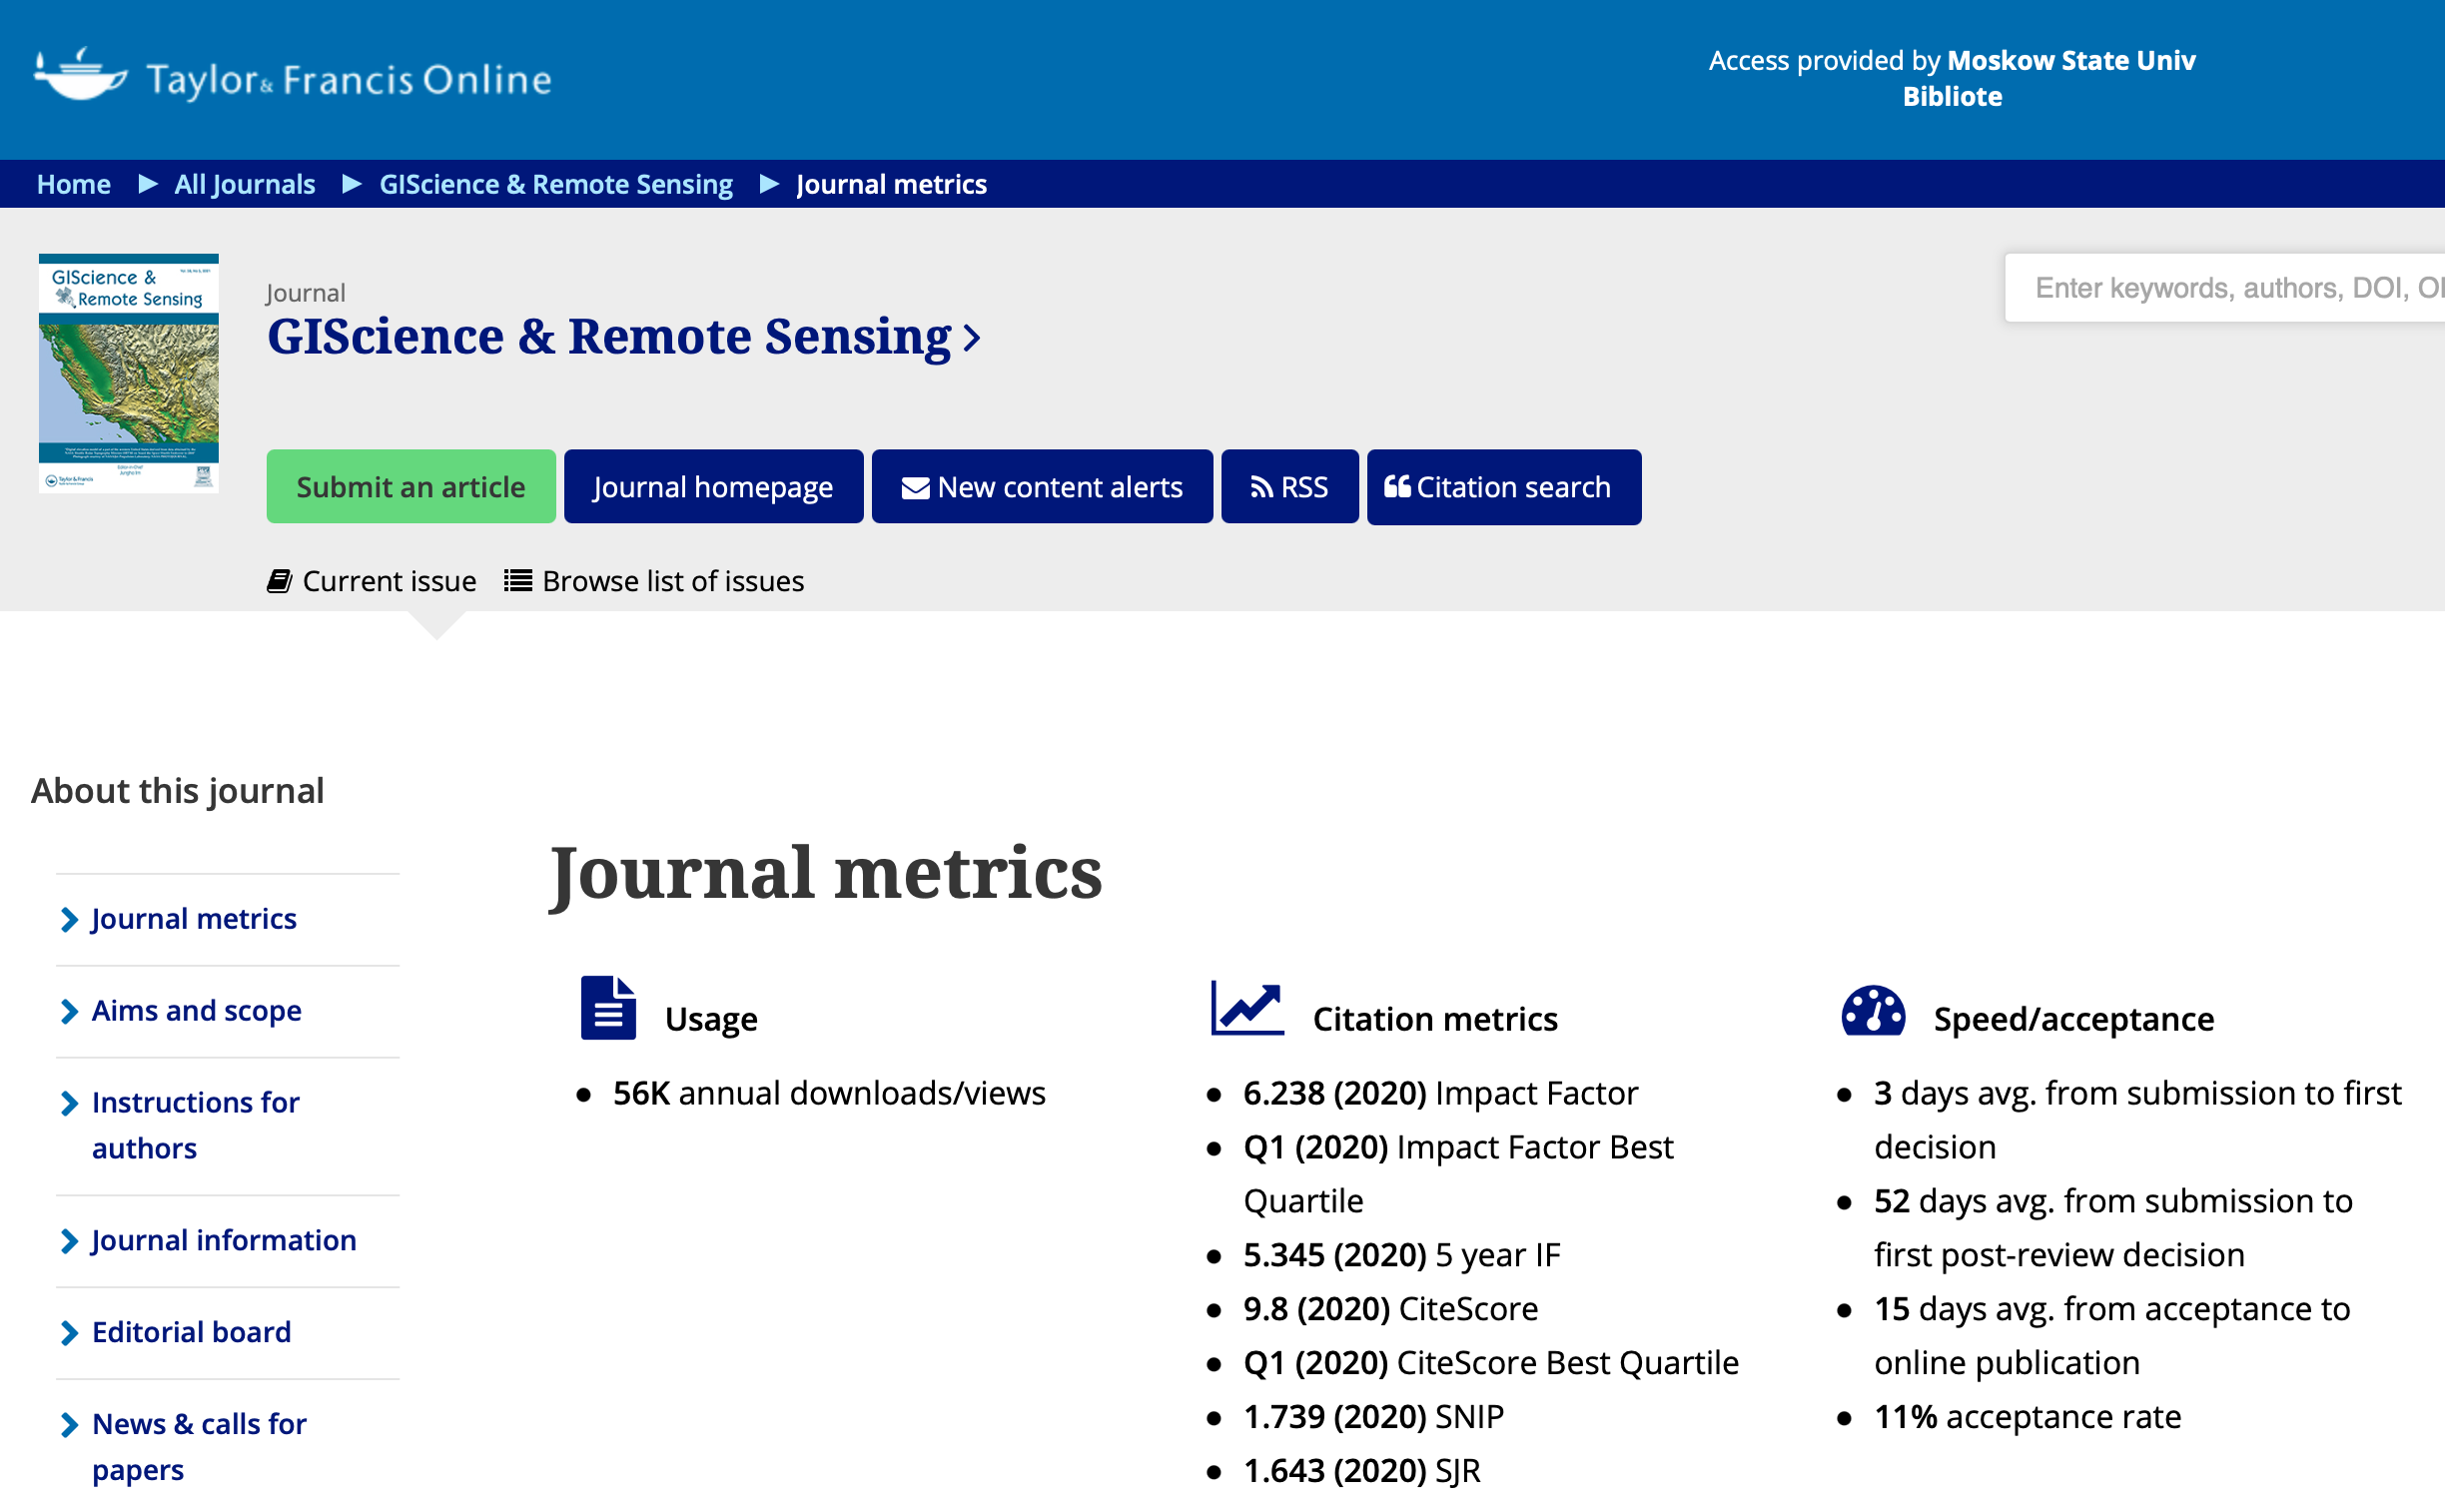 Taylor & Francis Online
Access provided by Moskow State Univ
Bibliote
Home ► All Journals ► GIScience & Remote Sensing ► Journal metrics
GIScience &
Remote Sensing
Journal
GIScience & Remote Sensing
Enter keywords, authors, DOI,
Submit an article
Journal homepage
New content alerts
RSS
Citation search
Taylor & Francis
Current issue
Browse list of issues
About this journal
Journal metrics
Aims and scope
Instructions for
authors
Journal information
Editorial board
News & calls for
papers
Journal metrics
Usage
• 56K annual downloads/views
Citation metrics
• 6.238 (2020) Impact Factor
• Q1 (2020) Impact Factor Best
Quartile
• 5.345 (2020) 5 year IF
• 9.8 (2020) CiteScore
• Q1 (2020) CiteScore Best Quartile
• 1.739 (2020) SNIP
• 1.643 (2020) SJR
Speed/acceptance
• 3 days avg. from submission to first
decision
• 52 days avg. from submission to
first post-review decision
• 15 days avg. from acceptance to
online publication
• 11% acceptance rate